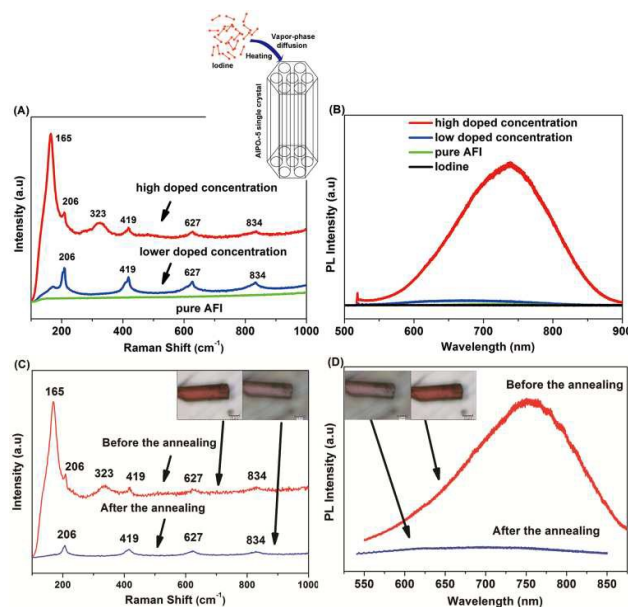 Iodine
Heating
Vapor-phase
diffusion
AlPO₄-5 single crystal
(A)
165
206
323
419
627
834
high doped concentration
206
419
627
834
lower doped concentration
pure AFI
Intensity (a.u)
200
400
600
800
1000
Raman Shift (cm⁻¹)
(B)
high doped concentration
low doped concentration
pure AFI
Iodine
PL Intensity (a.u)
500
600
700
800
900
Wavelength (nm)
(C)
165
206
323
419
627
834
Before the annealing
After the annealing
206
419
627
834
Intensity (a.u)
200
400
600
800
1000
Raman Shift (cm⁻¹)
(D)
Before the annealing
After the annealing
PL Intensity (a.u)
550
600
650
700
750
800
850
Wavelength (nm)